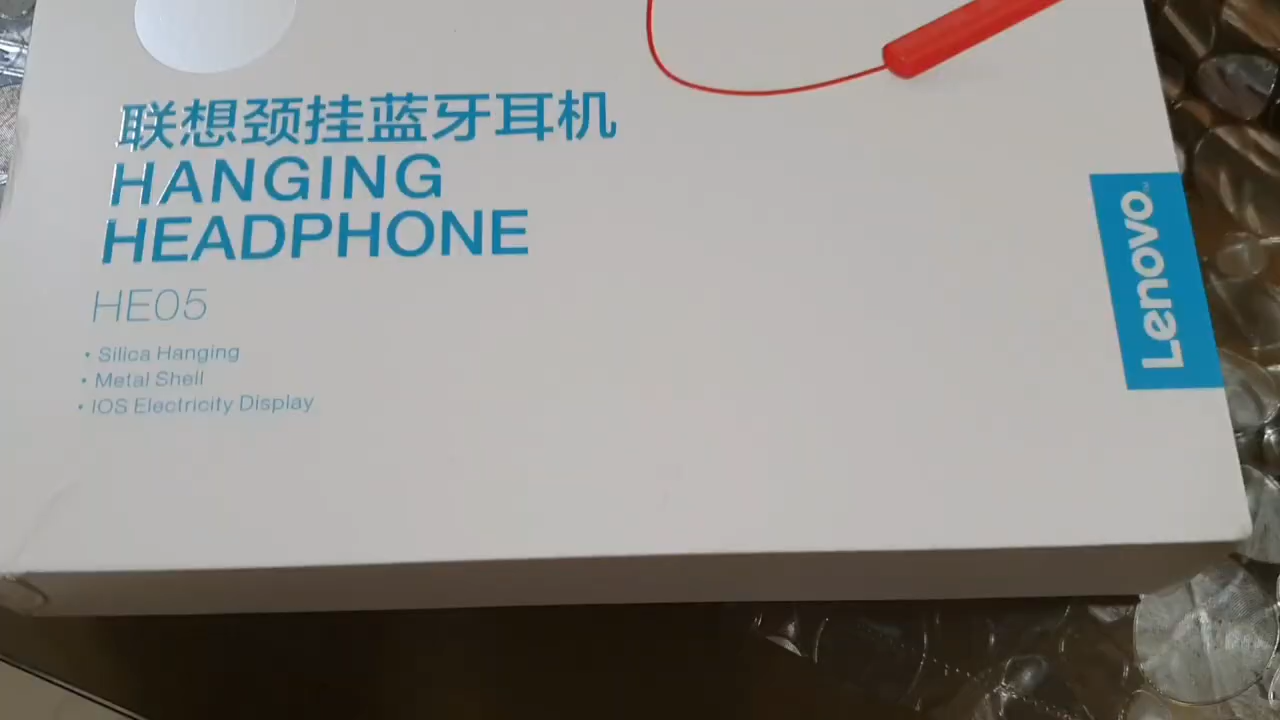 联想颈挂蓝牙耳机
HANGING
HEADPHONE
HE05
• Silica Hanging
• Metal Shell
• IOS Electricity Display
Lenovo